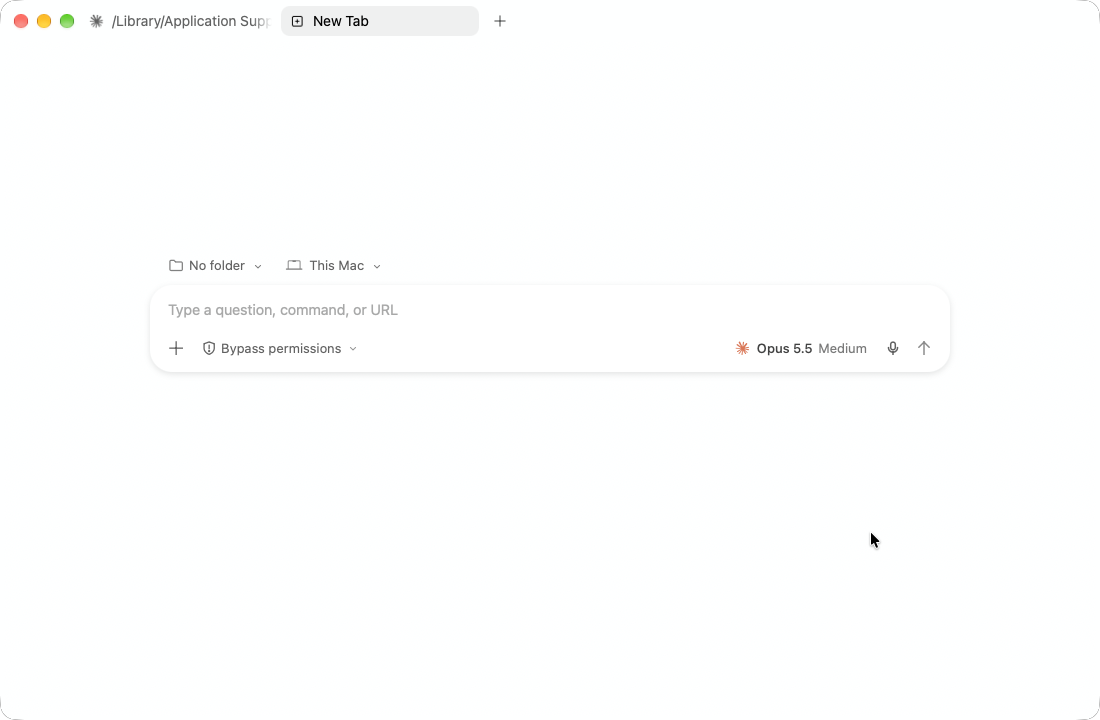 /Library/Application Supp
New Tab
No folder
This Mac
Type a question, command, or URL
Bypass permissions
Opus 5.5 Medium